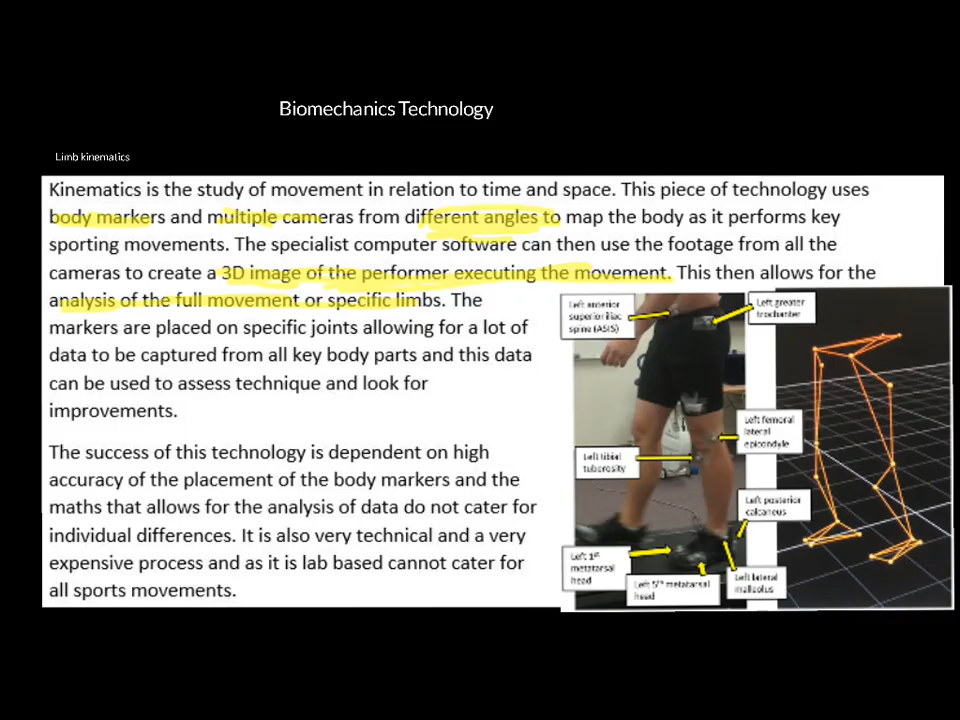 Biomechanics Technology
Limb kinematics
Kinematics is the study of movement in relation to time and space. This piece of technology uses
body markers and multiple cameras from different angles to map the body as it performs key
sporting movements. The specialist computer software can then use the footage from all the
cameras to create a 3D image of the performer executing the movement. This then allows for the
analysis of the full movement or specific limbs. The
markers are placed on specific joints allowing for a lot of
data to be captured from all key body parts and this data
can be used to assess technique and look for
improvements.
The success of this technology is dependent on high
accuracy of the placement of the body markers and the
maths that allows for the analysis of data do not cater for
individual differences. It is also very technical and a very
expensive process and as it is lab based cannot cater for
all sports movements.
Left anterior
superior iliac
spine (ASIS)
Left greater
trochanter
Left femoral
lateral
epicondyle
Left tibial
tuberosity
Left posterior
calcaneus
Left 1st
metatarsal
head
Left 5th metatarsal
head
Left lateral
malleolus